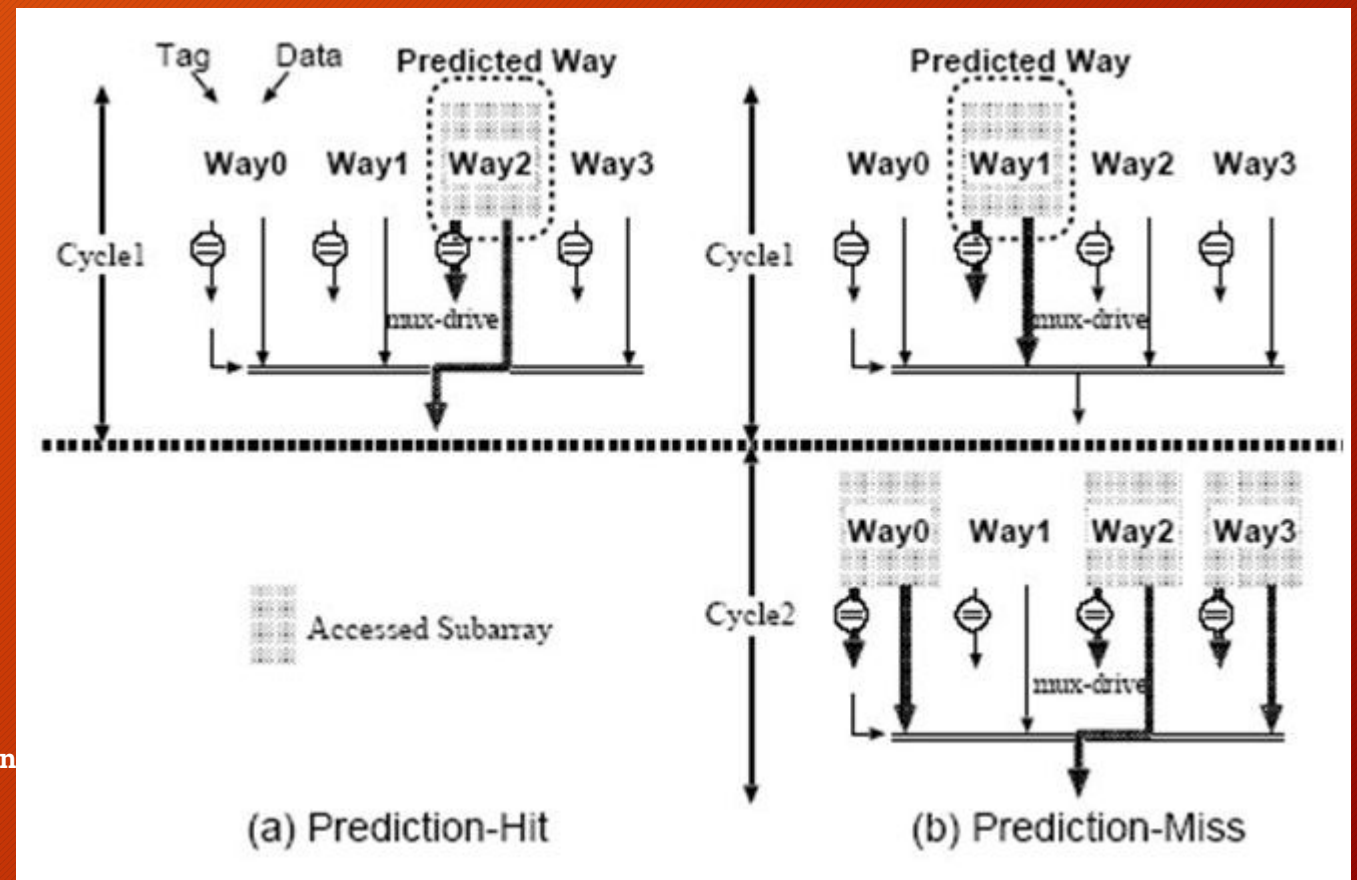 Tag Data Predicted Way
Way0 Way1 Way2 Way3
Cycle1
mux-drive
Predicted Way
Way0 Way1 Way2 Way3
Cycle1
mux-drive
Accessed Subarray
Way0 Way1 Way2 Way3
Cycle2
mux-drive
n
(a) Prediction-Hit
(b) Prediction-Miss